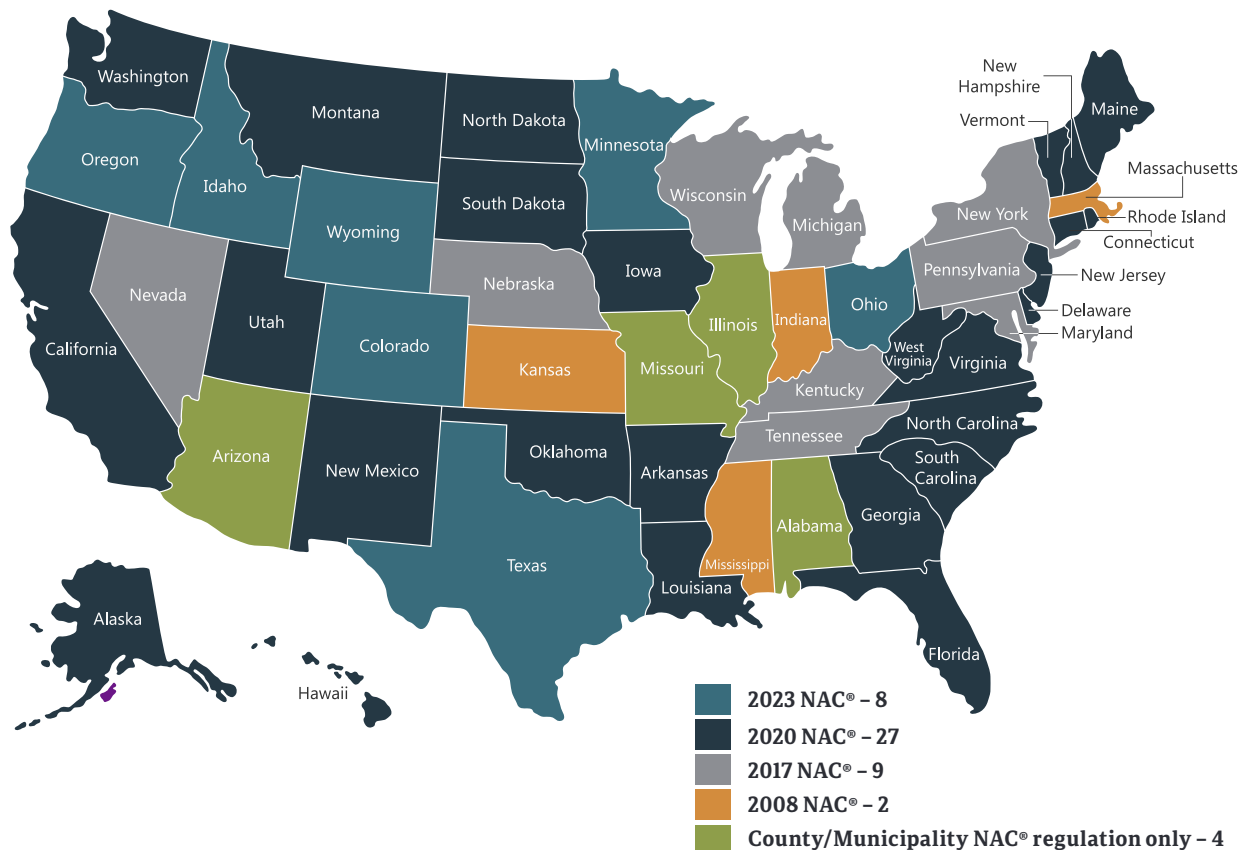 New
Hampshire
Vermont
Maine
Massachusetts
Rhode Island
Connecticut
New Jersey
Delaware
Maryland
Washington
Montana
North Dakota
Minnesota
Oregon
Idaho
Wisconsin
Michigan
New York
South Dakota
Wyoming
Pennsylvania
Iowa
Nebraska
Nevada
Utah
Colorado
Illinois
Indiana
Ohio
California
Kansas
Missouri
West
Virginia
Virginia
Kentucky
Arizona
New Mexico
Oklahoma
Arkansas
Tennessee
North Carolina
South
Carolina
Texas
Louisiana
Mississippi
Alabama
Georgia
Alaska
Hawaii
Florida
2023 NAC® – 8
2020 NAC® – 27
2017 NAC® – 9
2008 NAC® – 2
County/Municipality NAC® regulation only – 4